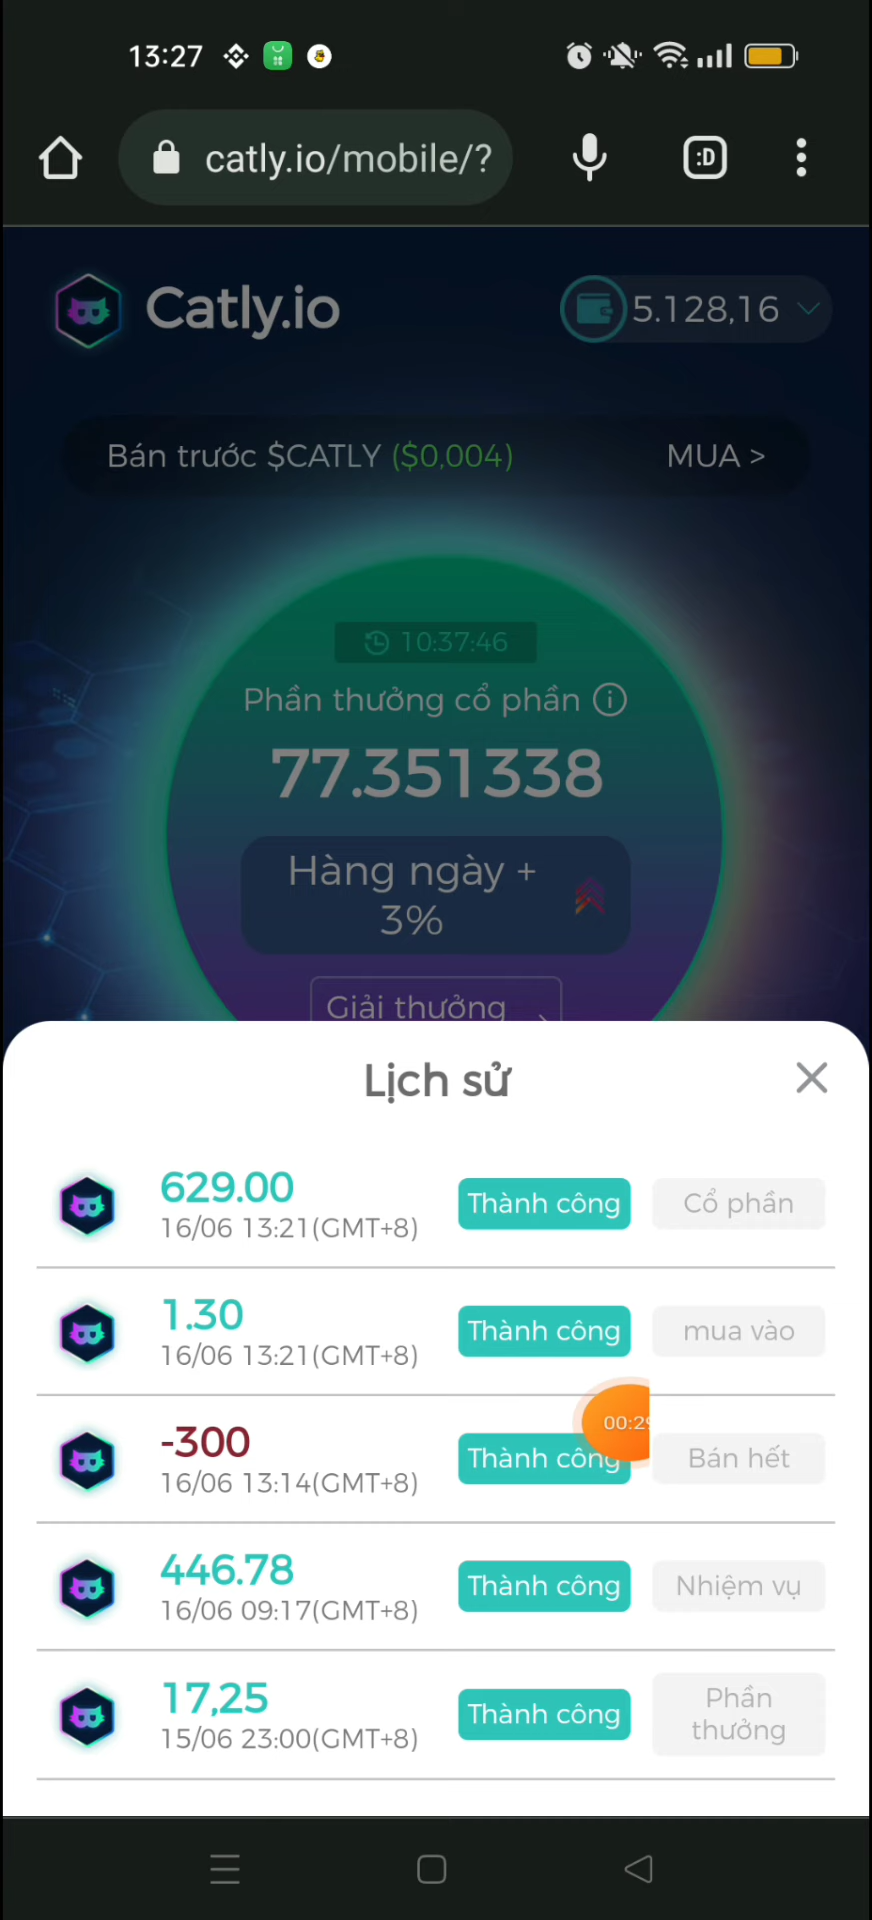 13:27
catly.io/mobile/?
:D
Catly.io
5.128,16
Bán trước $CATLY ($0,004)
MUA >
10:37:46
Phần thưởng cổ phần
77.351338
Hàng ngày +
3%
Giải thưởng
Lịch sử
629.00
16/06 13:21(GMT+8)
Thành công
Cổ phần
1.30
16/06 13:21(GMT+8)
Thành công
mua vào
-300
16/06 13:14(GMT+8)
Thành công
Bán hết
00:29
446.78
16/06 09:17(GMT+8)
Thành công
Nhiệm vụ
17,25
15/06 23:00(GMT+8)
Thành công
Phần
thưởng